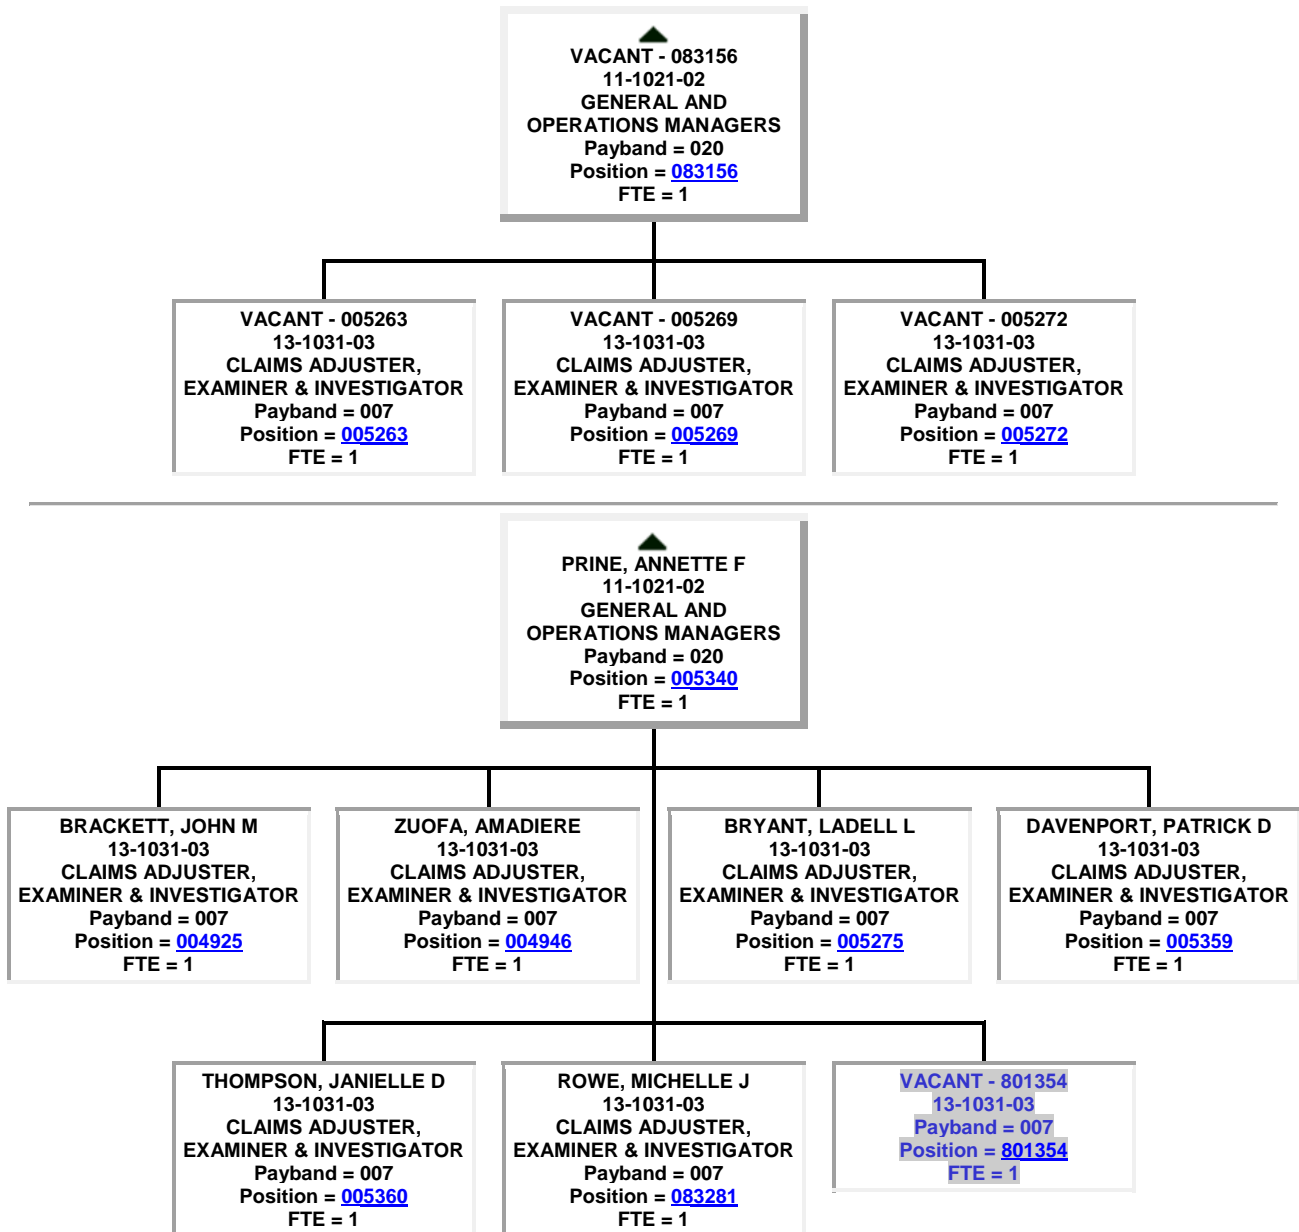 VACANT - 083156
11-1021-02
GENERAL AND
OPERATIONS MANAGERS
Payband = 020
Position = 083156
FTE = 1
VACANT - 005263
13-1031-03
CLAIMS ADJUSTER,
EXAMINER & INVESTIGATOR
Payband = 007
Position = 005263
FTE = 1
VACANT - 005269
13-1031-03
CLAIMS ADJUSTER,
EXAMINER & INVESTIGATOR
Payband = 007
Position = 005269
FTE = 1
VACANT - 005272
13-1031-03
CLAIMS ADJUSTER,
EXAMINER & INVESTIGATOR
Payband = 007
Position = 005272
FTE = 1
PRINE, ANNETTE F
11-1021-02
GENERAL AND
OPERATIONS MANAGERS
Payband = 020
Position = 005340
FTE = 1
BRACKETT, JOHN M
13-1031-03
CLAIMS ADJUSTER,
EXAMINER & INVESTIGATOR
Payband = 007
Position = 004925
FTE = 1
ZUOFA, AMADIERE
13-1031-03
CLAIMS ADJUSTER,
EXAMINER & INVESTIGATOR
Payband = 007
Position = 004946
FTE = 1
BRYANT, LADELL L
13-1031-03
CLAIMS ADJUSTER,
EXAMINER & INVESTIGATOR
Payband = 007
Position = 005275
FTE = 1
DAVENPORT, PATRICK D
13-1031-03
CLAIMS ADJUSTER,
EXAMINER & INVESTIGATOR
Payband = 007
Position = 005359
FTE = 1
THOMPSON, JANIELLE D
13-1031-03
CLAIMS ADJUSTER,
EXAMINER & INVESTIGATOR
Payband = 007
Position = 005360
FTE = 1
ROWE, MICHELLE J
13-1031-03
CLAIMS ADJUSTER,
EXAMINER & INVESTIGATOR
Payband = 007
Position = 083281
FTE = 1
VACANT - 801354
13-1031-03
Payband = 007
Position = 801354
FTE = 1